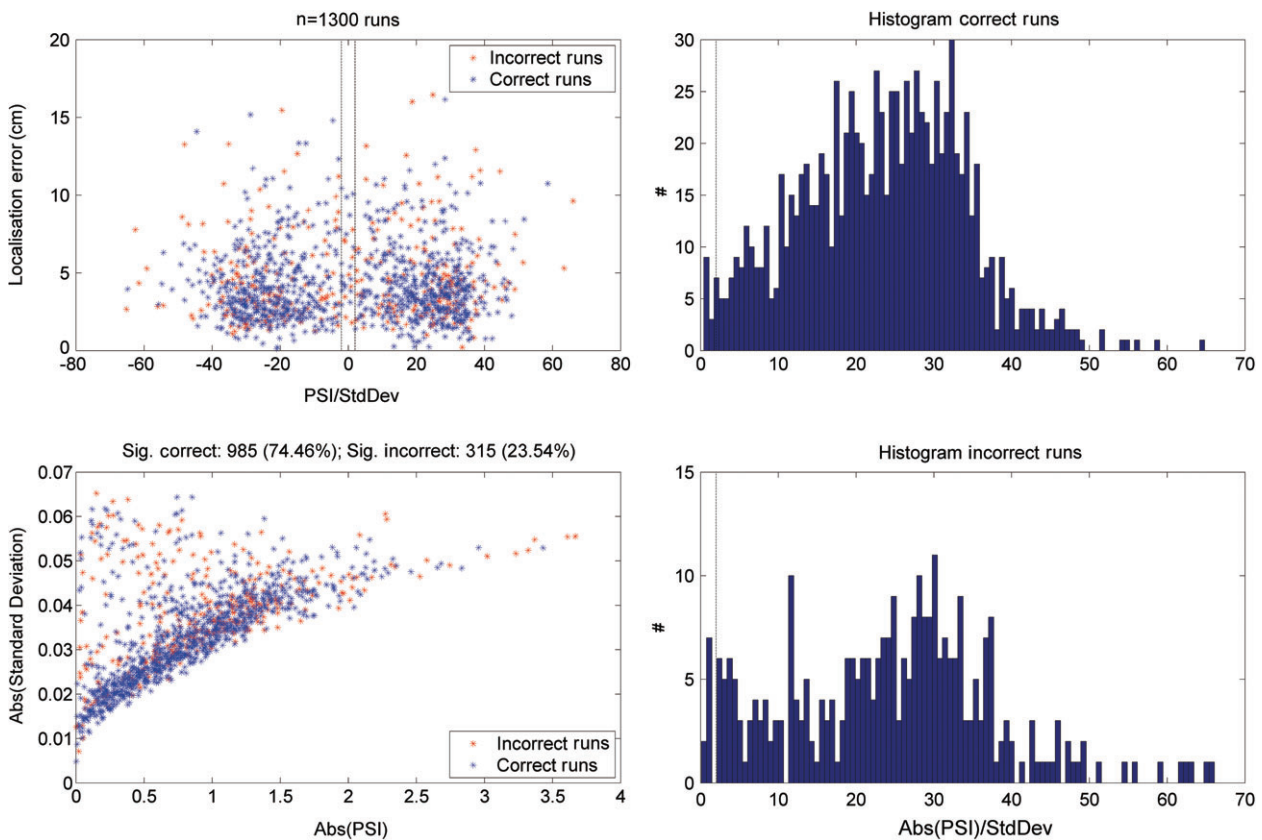 n=1300 runs
20
15
10
5
0
Localisation error (cm)
Incorrect runs
Correct runs
-80 -60 -40 -20 0 20 40 60 80
PSI/StdDev
Histogram correct runs
30
25
20
15
10
5
0
#
0 10 20 30 40 50 60 70
Sig. correct: 985 (74.46%); Sig. incorrect: 315 (23.54%)
0.07
0.06
0.05
0.04
0.03
0.02
0.01
0
Abs(Standard Deviation)
Incorrect runs
Correct runs
0 0.5 1 1.5 2 2.5 3 3.5 4
Abs(PSI)
Histogram incorrect runs
15
10
5
0
#
0 10 20 30 40 50 60 70
Abs(PSI)/StdDev